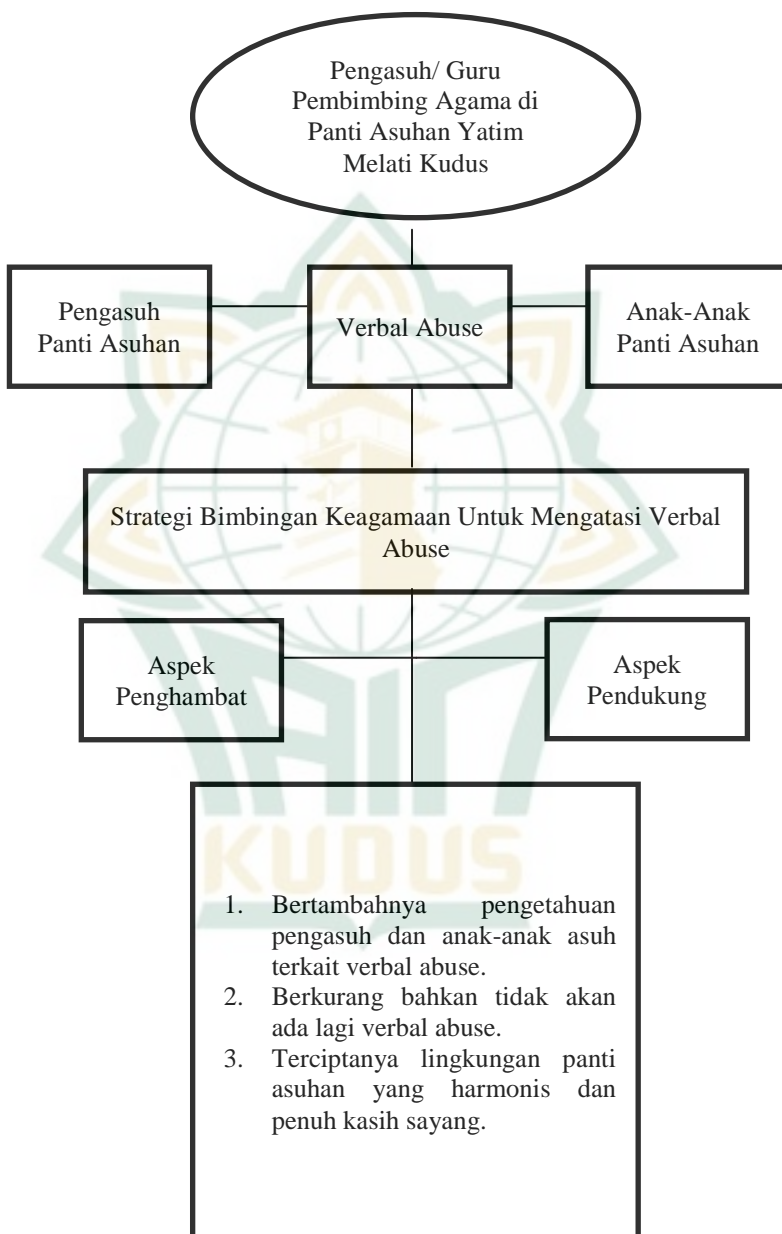 Pengasuh/ Guru
Pembimbing Agama di
Panti Asuhan Yatim
Melati Kudus
Pengasuh
Panti Asuhan
Verbal Abuse
Anak-Anak
Panti Asuhan
Strategi Bimbingan Keagamaan Untuk Mengatasi Verbal
Abuse
Aspek
Penghambat
Aspek
Pendukung
IAIN
KUDUS
1. Bertambahnya pengetahuan
pengasuh dan anak-anak asuh
terkait verbal abuse.
2. Berkurang bahkan tidak akan
ada lagi verbal abuse.
3. Terciptanya lingkungan panti
asuhan yang harmonis dan
penuh kasih sayang.